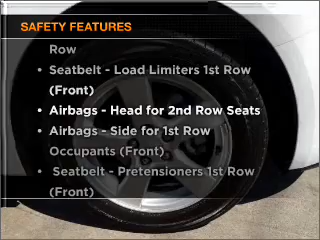 SAFETY FEATURES
Row
• Seatbelt - Load Limiters 1st Row
(Front)
• Airbags - Head for 2nd Row Seats
• Airbags - Side for 1st Row
Occupants (Front)
• Seatbelt - Pretensioners 1st Row
(Front)